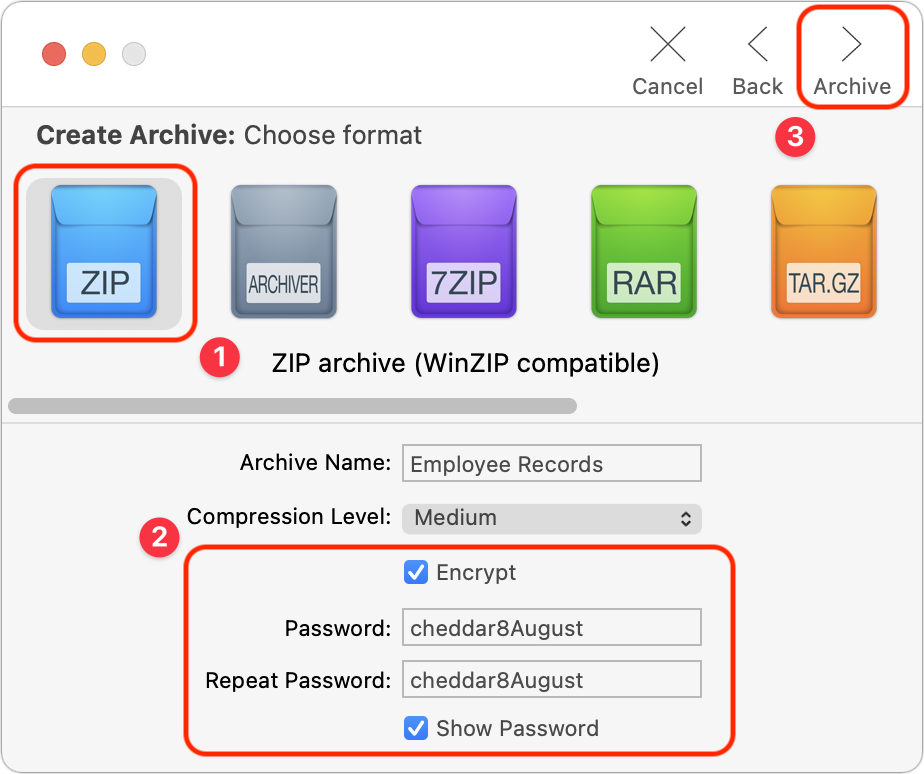 Cancel Back Archive
3
Create Archive: Choose format
ZIP ARCHIVER 7ZIP RAR TAR.GZ
1
ZIP archive (WinZIP compatible)
Archive Name: Employee Records
Compression Level: Medium
2
Encrypt
Password: cheddar8August
Repeat Password: cheddar8August
Show Password